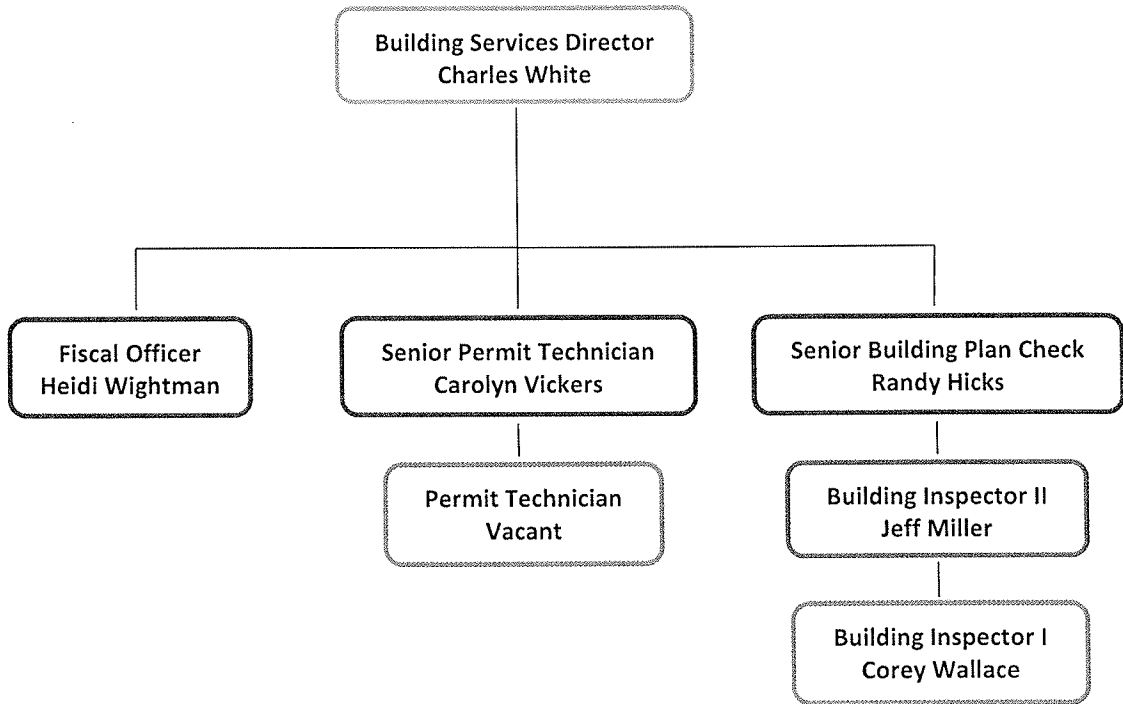 Building Services Director
Charles White
Fiscal Officer
Heidi Wightman
Senior Permit Technician
Carolyn Vickers
Senior Building Plan Check
Randy Hicks
Permit Technician
Vacant
Building Inspector II
Jeff Miller
Building Inspector I
Corey Wallace